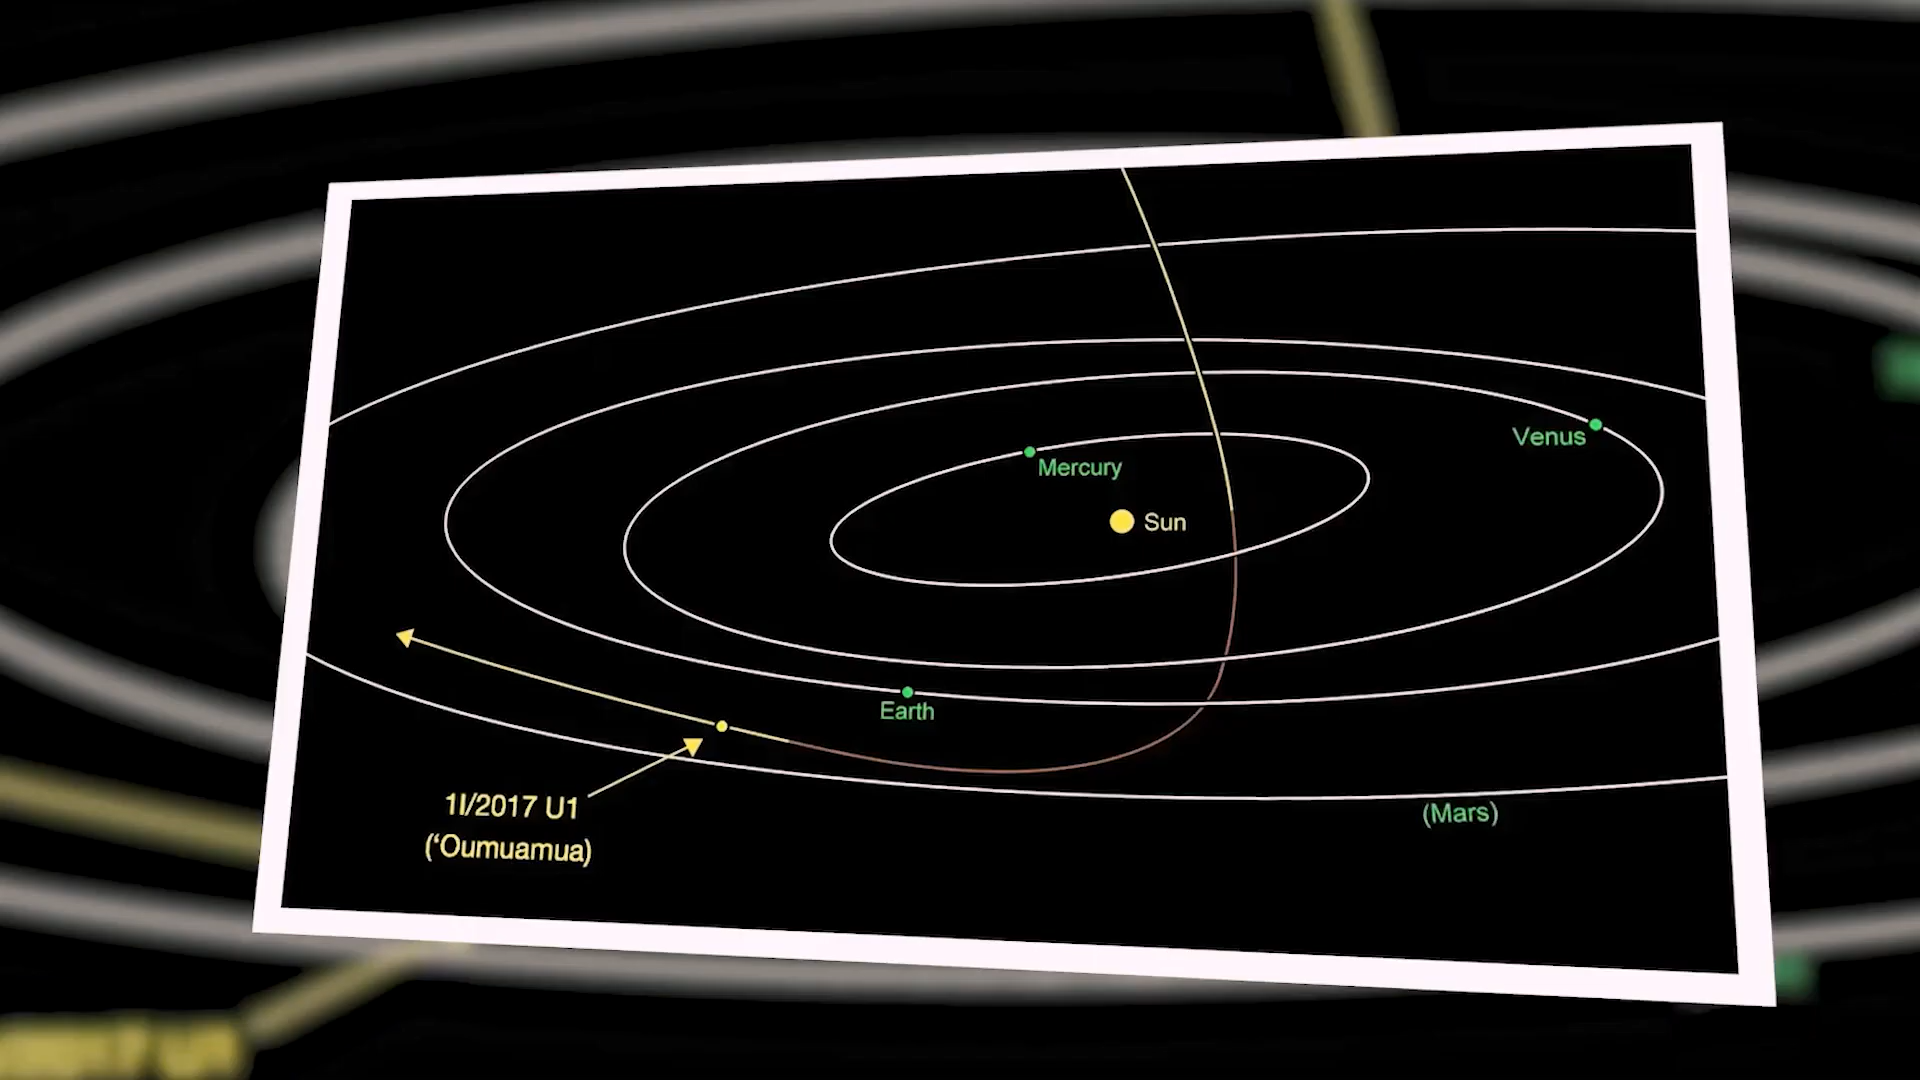 Venus
Mercury
Sun
Earth
1I/2017 U1
(‘Oumuamua)
(Mars)